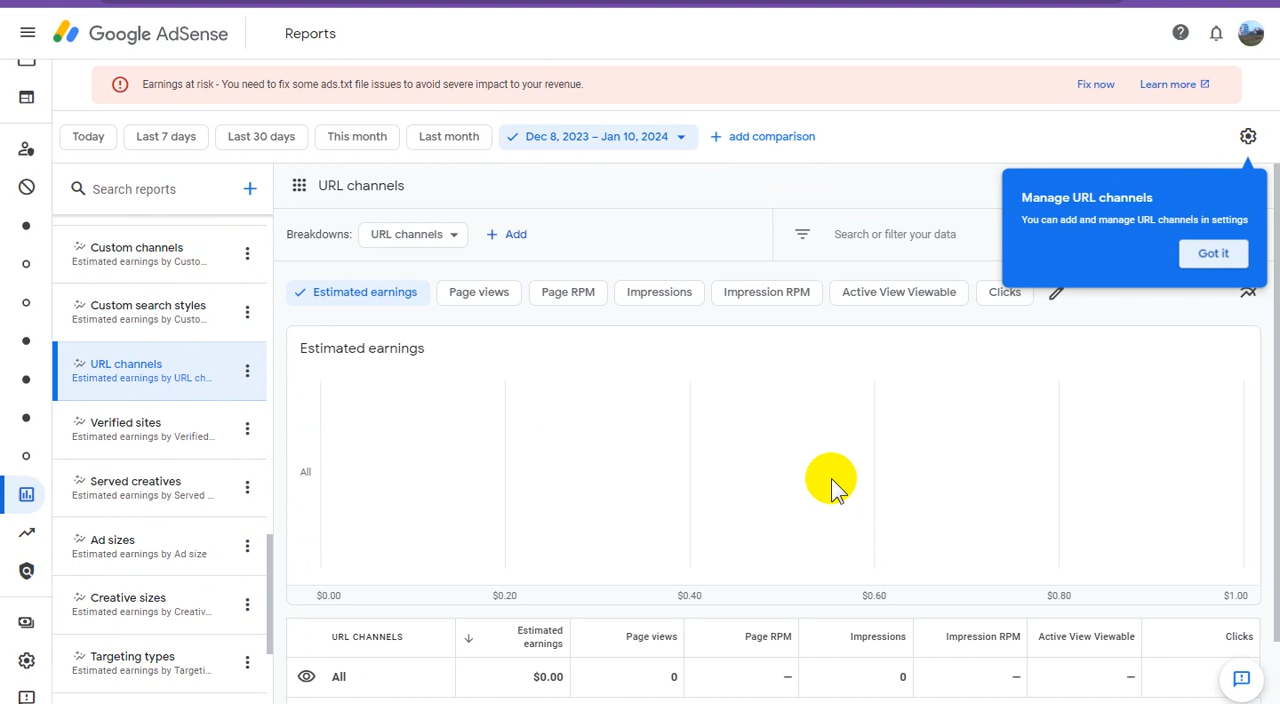 Google AdSense
Reports
Earnings at risk - You need to fix some ads.txt file issues to avoid severe impact to your revenue.
Fix now
Learn more
Today
Last 7 days
Last 30 days
This month
Last month
Dec 8, 2023 – Jan 10, 2024
add comparison
Search reports
URL channels
Manage URL channels
You can add and manage URL channels in settings
Got it
Breakdowns:
URL channels
Add
Search or filter your data
Custom channels
Estimated earnings by Custo...
Custom search styles
Estimated earnings by Custo...
URL channels
Estimated earnings by URL ch...
Verified sites
Estimated earnings by Verified...
Served creatives
Estimated earnings by Served ...
Ad sizes
Estimated earnings by Ad size
Creative sizes
Estimated earnings by Creativ...
Targeting types
Estimated earnings by Targeti...
Estimated earnings
Page views
Page RPM
Impressions
Impression RPM
Active View Viewable
Clicks
Estimated earnings
All
$0.00
$0.20
$0.40
$0.60
$0.80
$1.00
URL CHANNELS
Estimated
earnings
Page views
Page RPM
Impressions
Impression RPM
Active View Viewable
Clicks
All
$0.00
0
—
0
—
—